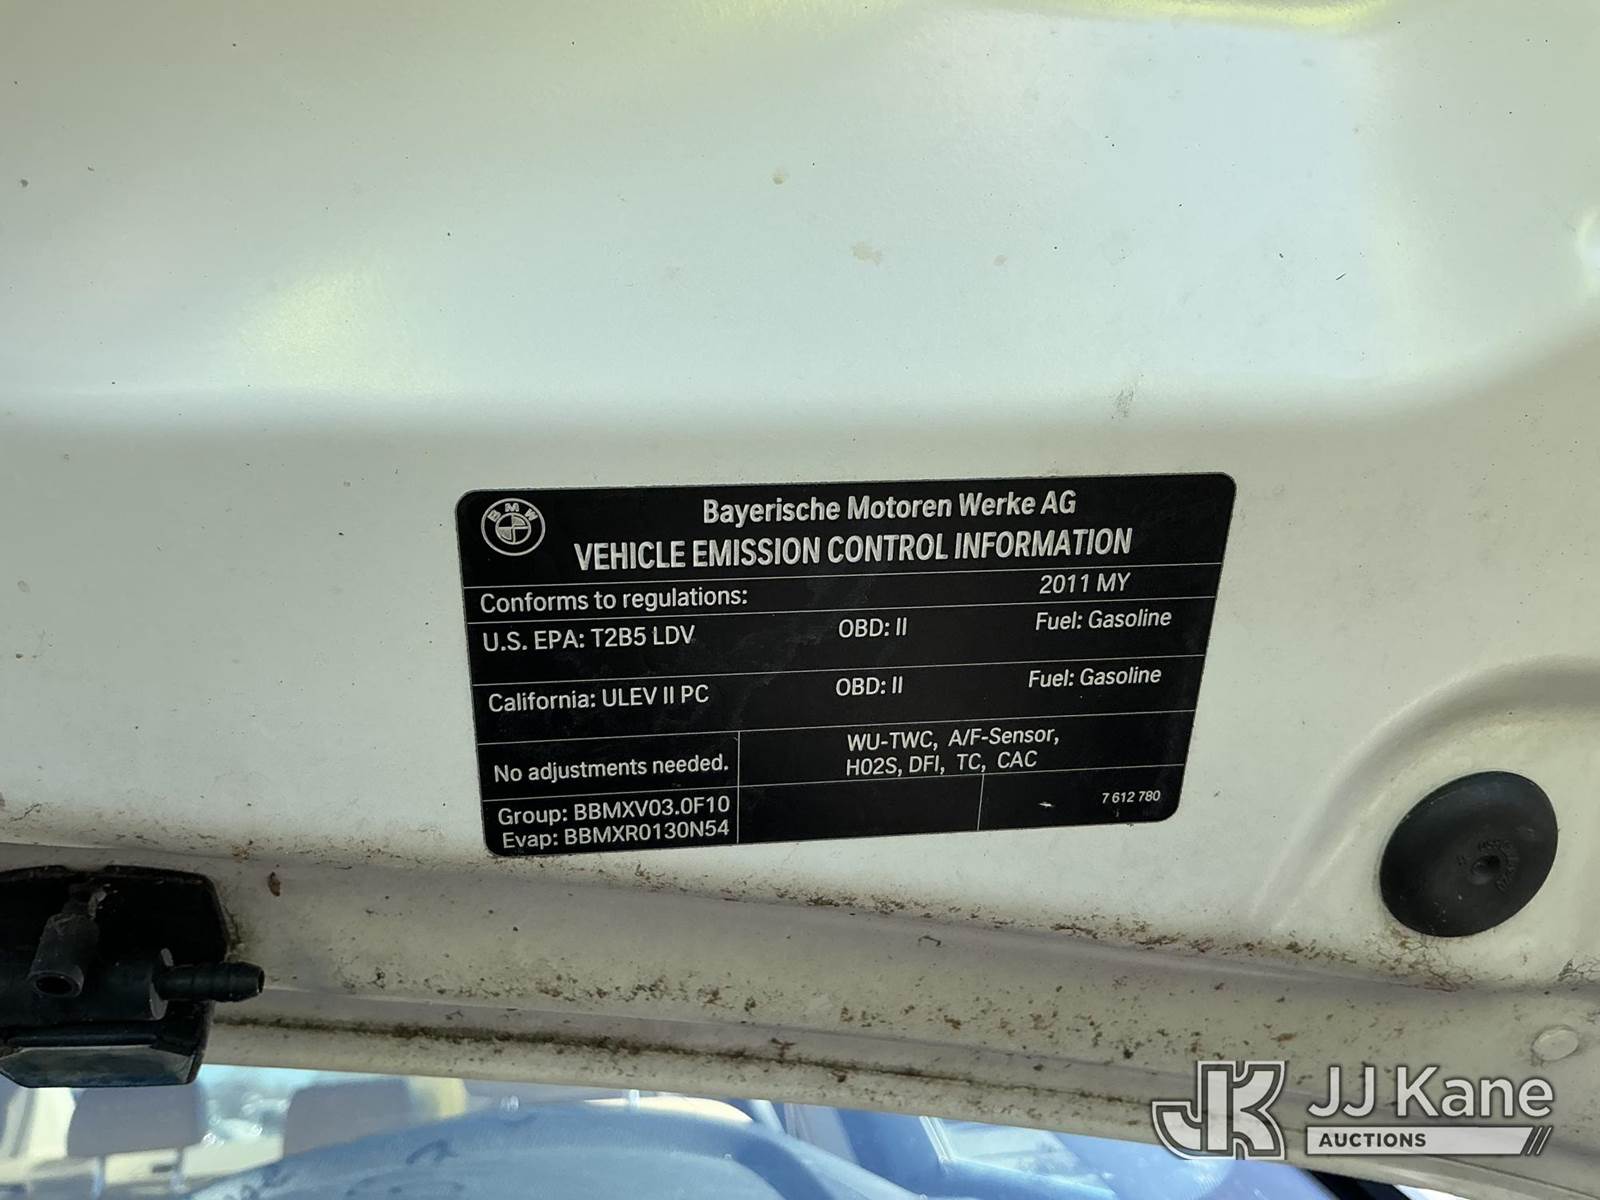 BMW
Bayerische Motoren Werke AG
VEHICLE EMISSION CONTROL INFORMATION
Conforms to regulations: 2011 MY
U.S. EPA: T2B5 LDV OBD: II Fuel: Gasoline
California: ULEV II PC OBD: II Fuel: Gasoline
No adjustments needed.
WU-TWC, A/F-Sensor,
H02S, DFI, TC, CAC
Group: BBMXV03.0F10
Evap: BBMXR0130N54
7 612 780
JK JJ Kane
AUCTIONS